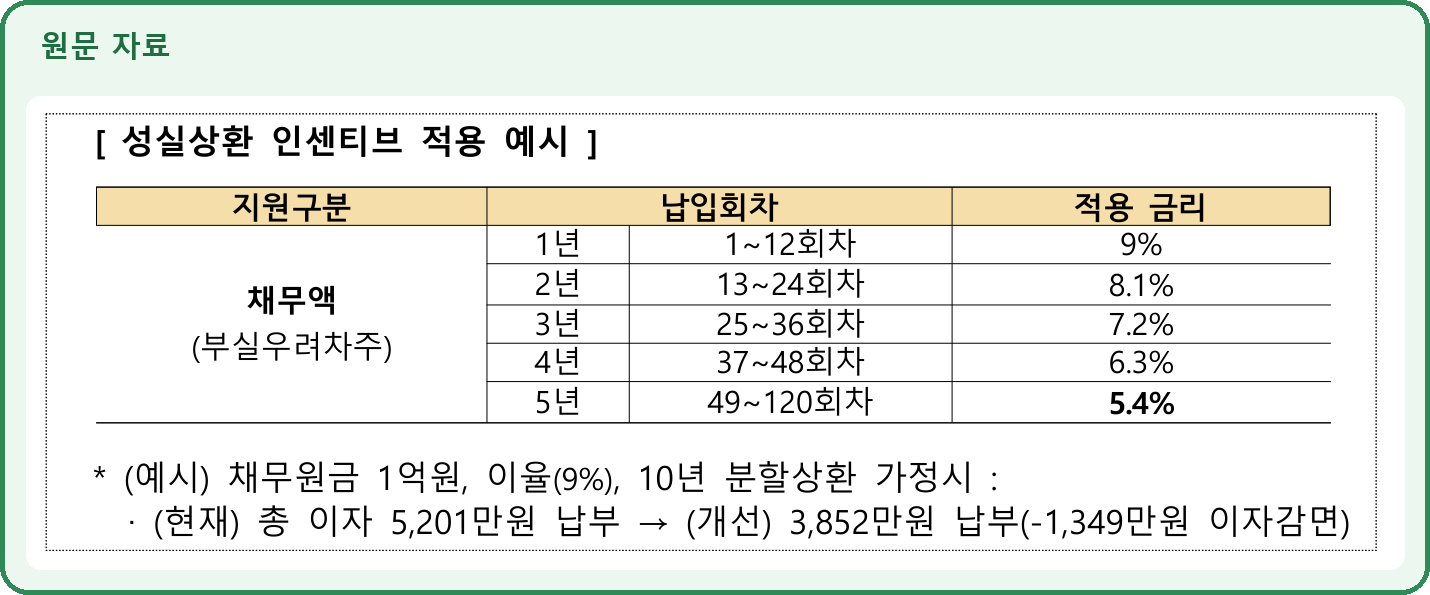 원문 자료
[ 성실상환 인센티브 적용 예시 ]
지원구분 납입회차 적용 금리
채무액
(부실우려차주)
1년 1~12회차 9%
2년 13~24회차 8.1%
3년 25~36회차 7.2%
4년 37~48회차 6.3%
5년 49~120회차 5.4%
* (예시) 채무원금 1억원, 이율(9%), 10년 분할상환 가정시 :
· (현재) 총 이자 5,201만원 납부 → (개선) 3,852만원 납부(-1,349만원 이자감면)